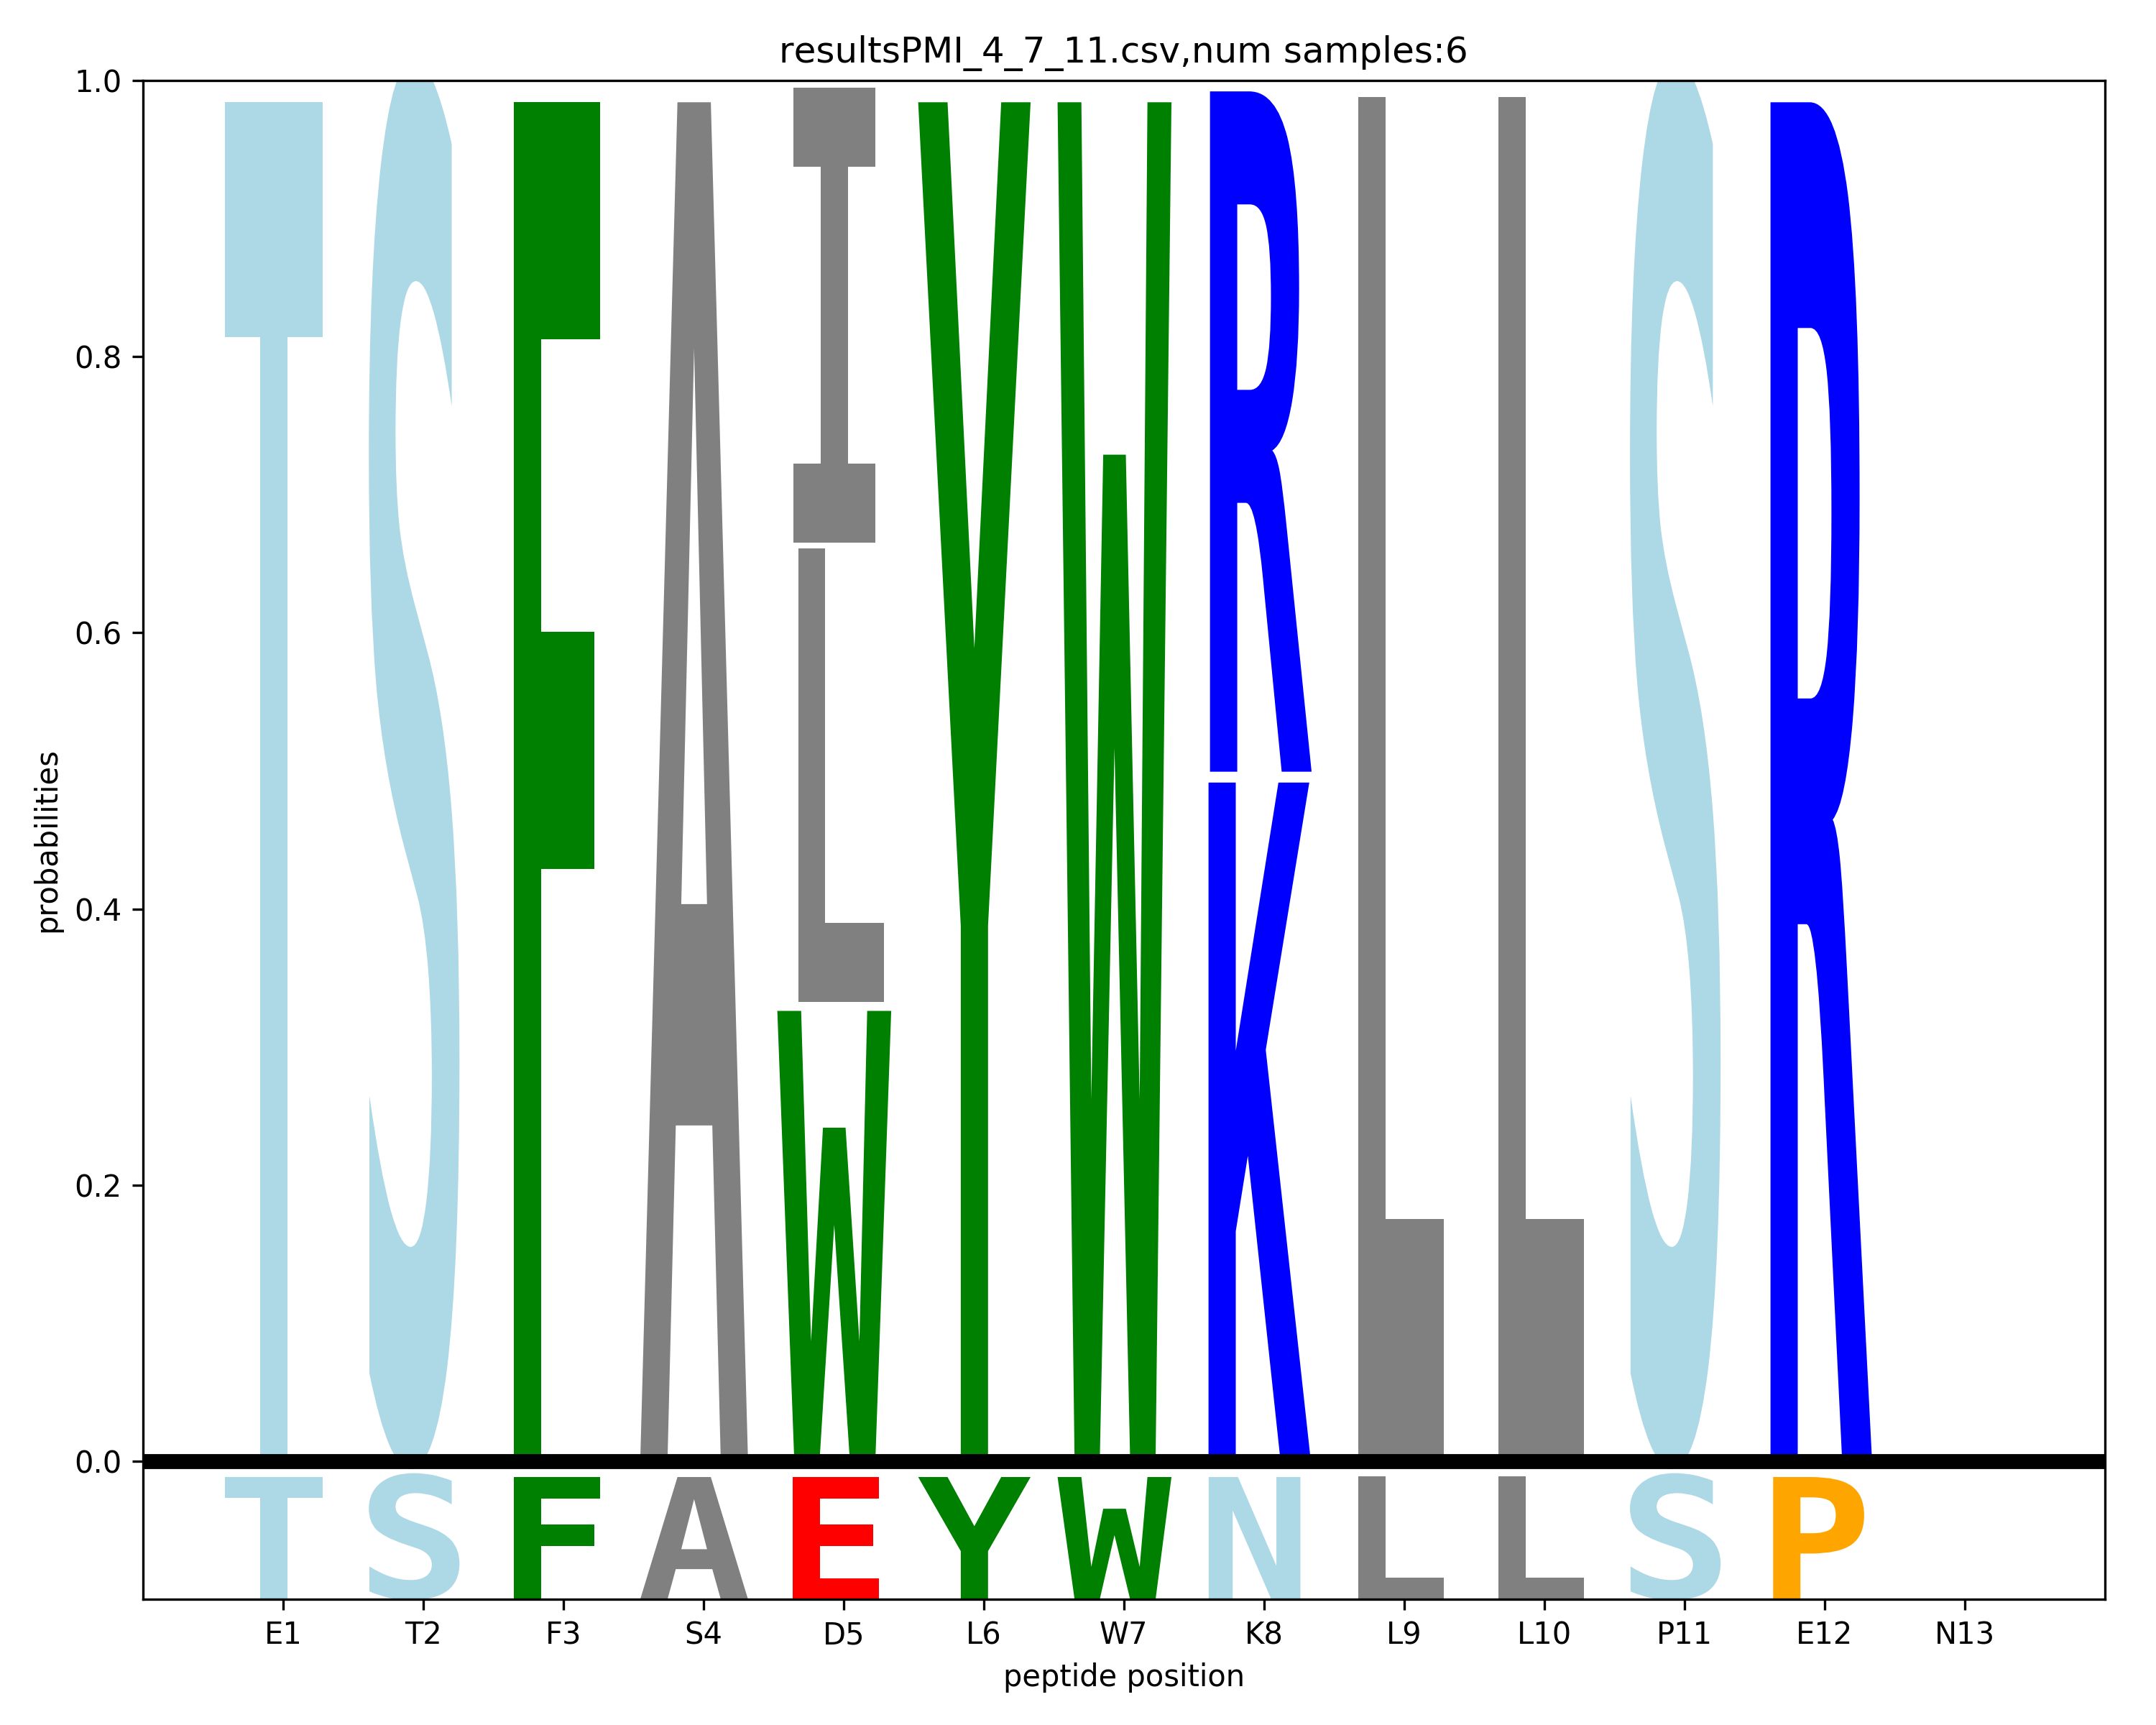 resultsPMI_4_7_11.csv,num samples:6
1.0
0.8
0.6
0.4
0.2
0.0
probabilities
T S F A I Y W R L L S R
L K
W
T S F A E Y W N L L S P
E1 T2 F3 S4 D5 L6 W7 K8 L9 L10 P11 E12 N13
peptide position